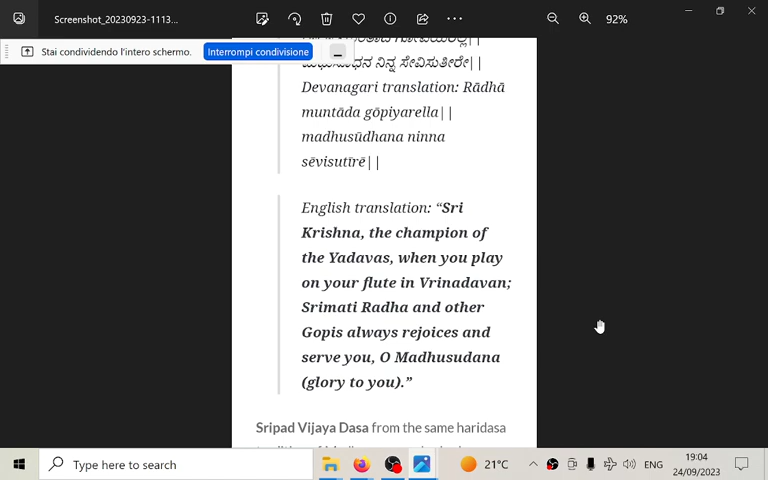 Screenshot_20230923-1113...
92%
Stai condividendo l'intero schermo.
Interrompi condivisione
ಮಧುಸೂಧನ ನಿನ್ನ ಸೇವಿಸುತೀರೇ||
Devanagari translation: Rādhā
muntāda gōpiyarella||
madhusūdhana ninna
sēvisutīrē||
English translation: “Sri
Krishna, the champion of
the Yadavas, when you play
on your flute in Vrinadavan;
Srimati Radha and other
Gopis always rejoices and
serve you, O Madhusudana
(glory to you).”
Sripad Vijaya Dasa from the same haridasa
Type here to search
21°C
ENG
19:04
24/09/2023